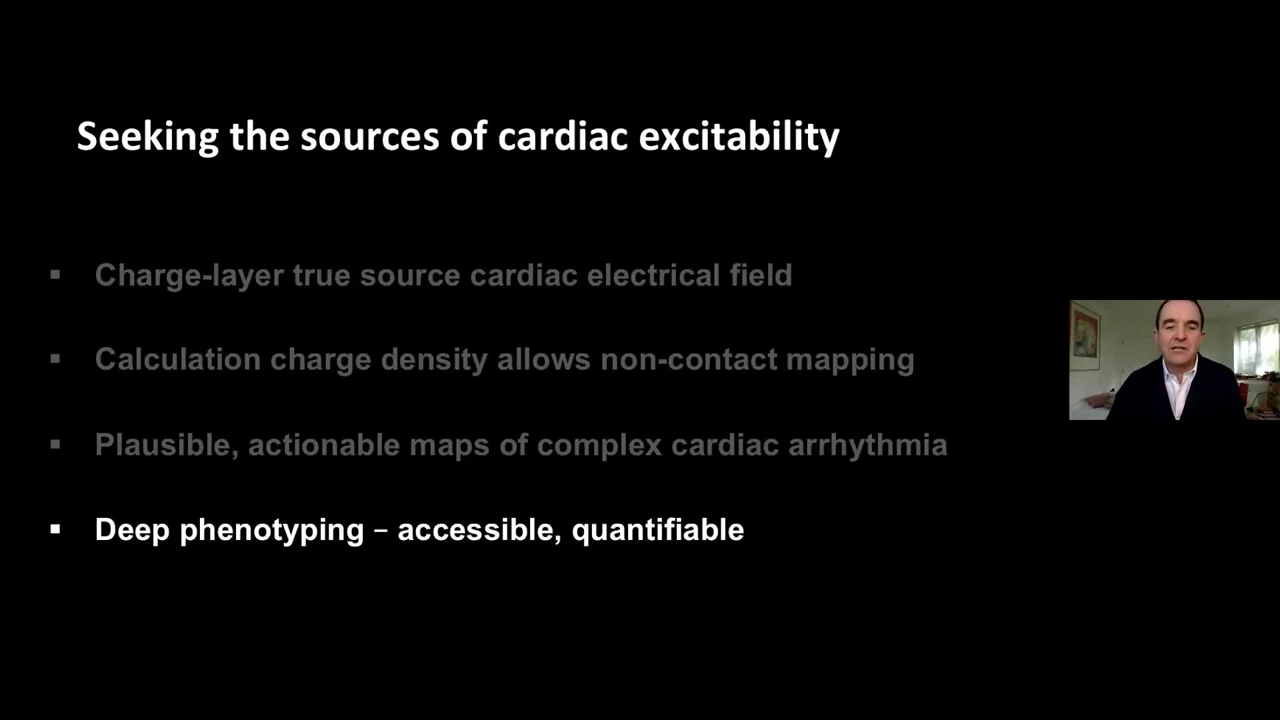 Seeking the sources of cardiac excitability
▪ Charge-layer true source cardiac electrical field
▪ Calculation charge density allows non-contact mapping
▪ Plausible, actionable maps of complex cardiac arrhythmia
▪ Deep phenotyping – accessible, quantifiable